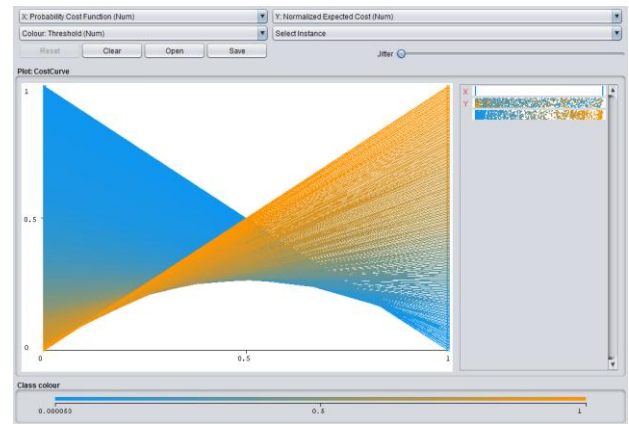 X: Probability Cost Function (Num)
Y: Normalized Expected Cost (Num)
Colour: Threshold (Num)
Select Instance
Reset
Clear
Open
Save
Jitter
Plot: CostCurve
1
0.5
0
0
0.5
1
X
Y
Class colour
0.000053
0.5
1